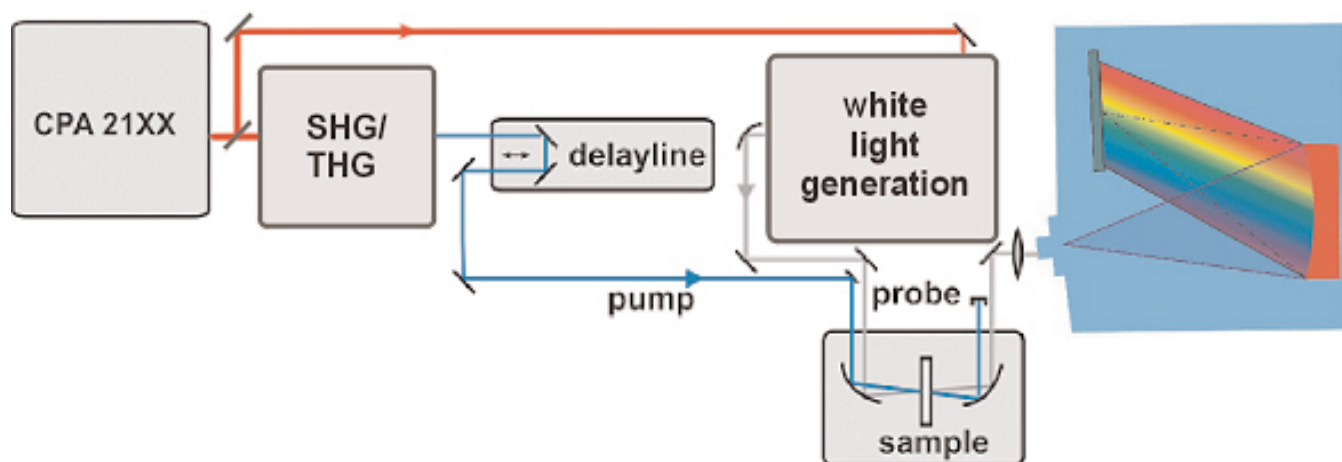 CPA 21XX
SHG/
THG
delayline
white
light
generation
pump
probe
sample